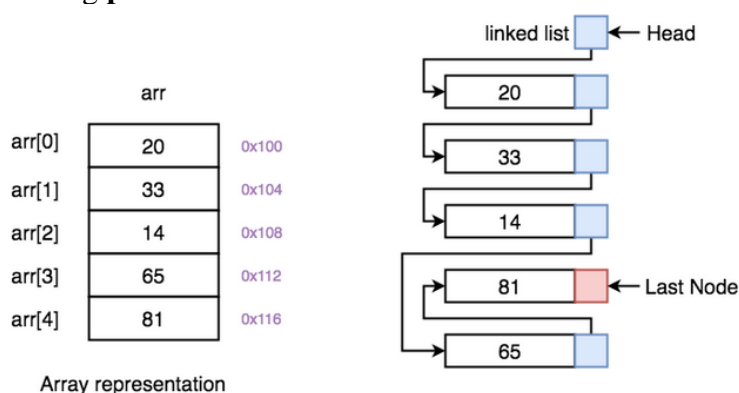 linked list Head
arr
20
arr[0] 20 0x100
arr[1] 33 0x104
33
arr[2] 14 0x108
14
arr[3] 65 0x112
81 Last Node
arr[4] 81 0x116
65
Array representation